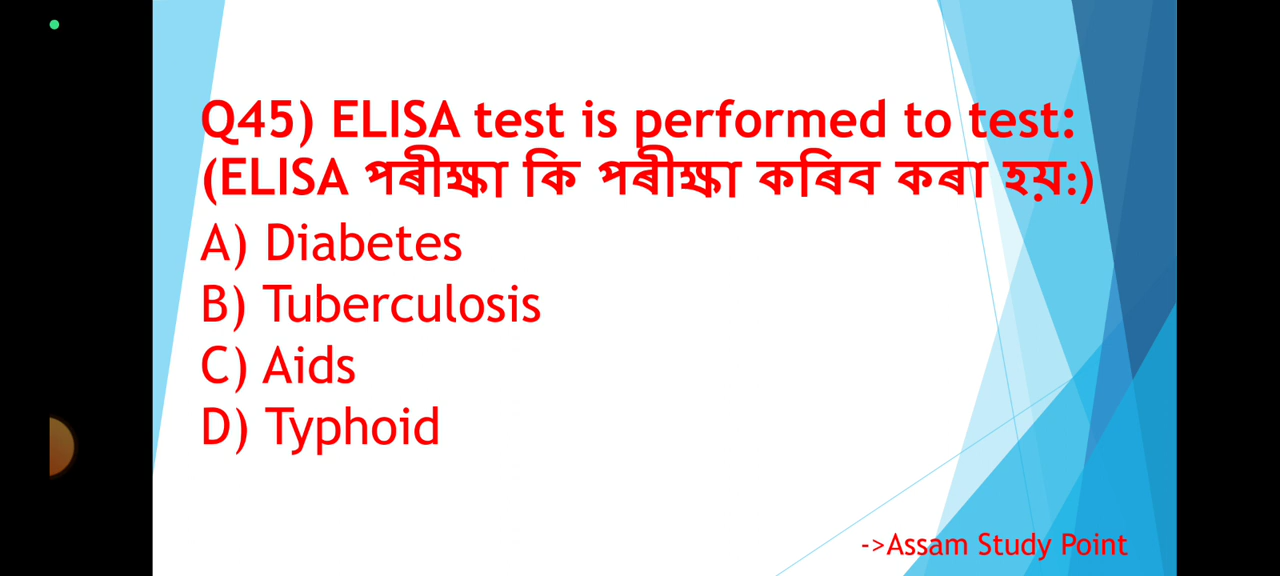 Q45) ELISA test is performed to test:
(ELISA পৰীক্ষা কি পৰীক্ষা কৰিব কৰা হয়ঃ)
A) Diabetes
B) Tuberculosis
C) Aids
D) Typhoid
->Assam Study Point